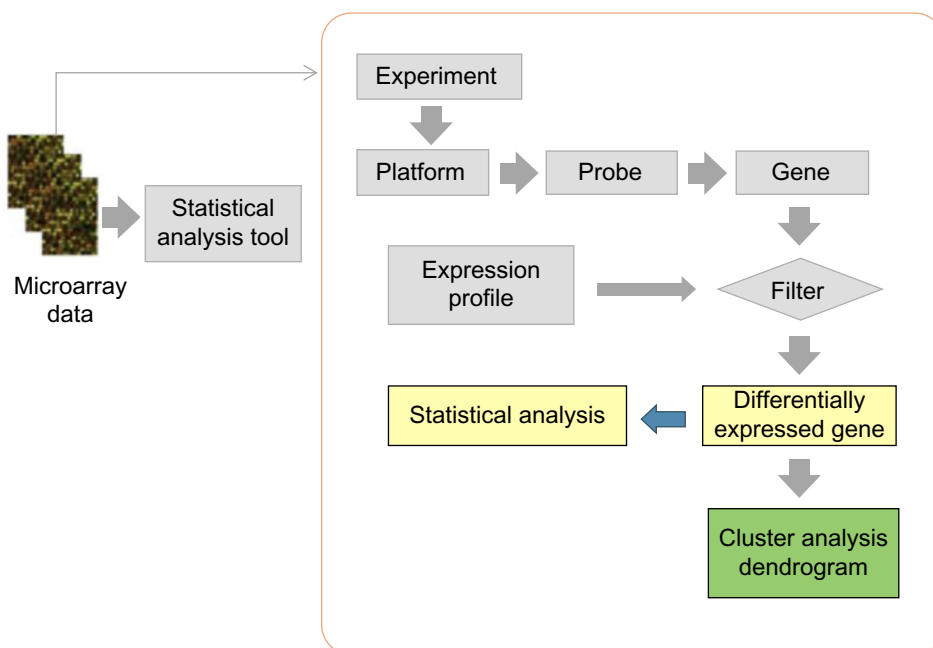 Experiment
Platform
Probe
Gene
Statistical
analysis tool
Microarray
data
Expression
profile
Filter
Statistical analysis
Differentially
expressed gene
Cluster analysis
dendrogram